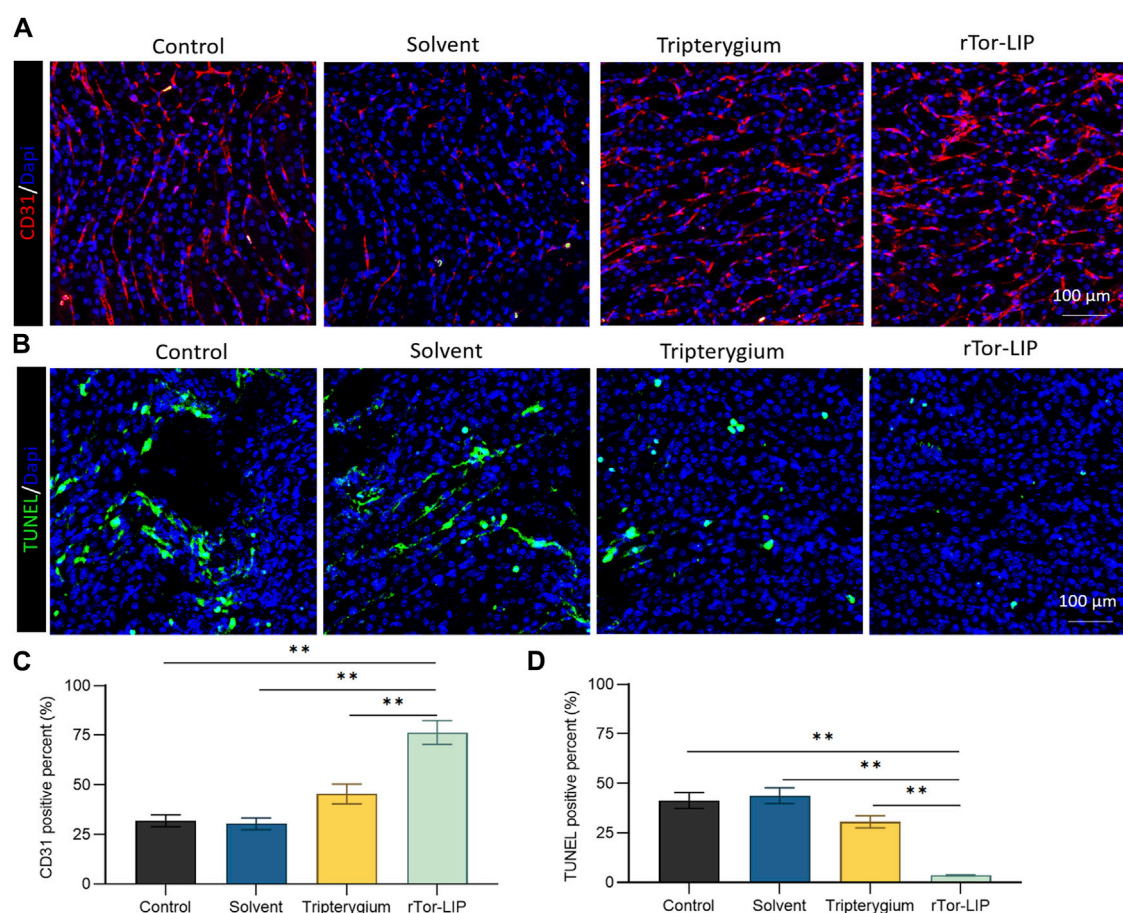 A
Control Solvent Tripterygium rTor-LIP
CD31/Dapi
100 µm
B
Control Solvent Tripterygium rTor-LIP
TUNEL/Dapi
100 µm
C
** 
**
**
CD31 positive percent (%)
100
75
50
25
0
Control Solvent Tripterygium rTor-LIP
D
**
**
**
TUNEL positive percent (%)
100
75
50
25
0
Control Solvent Tripterygium rTor-LIP